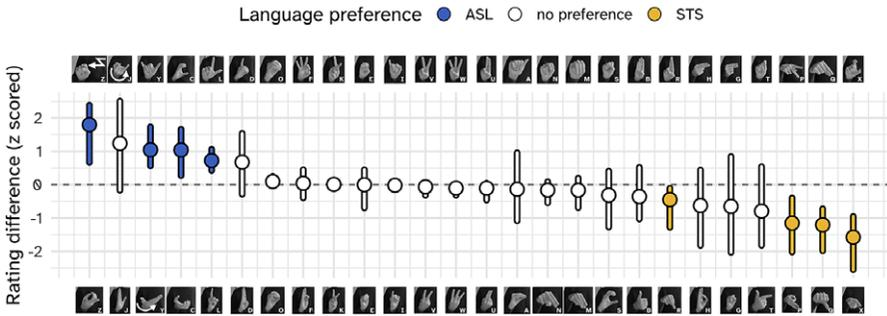 Language preference ASL no preference STS
Z J Y C L D O F K E I V W U A N M S B R H G T P Q X
Rating difference (z scored)
2
1
0
-1
-2
Z J Y C L D O F K E I V W U A N M S B R H G T P Q X